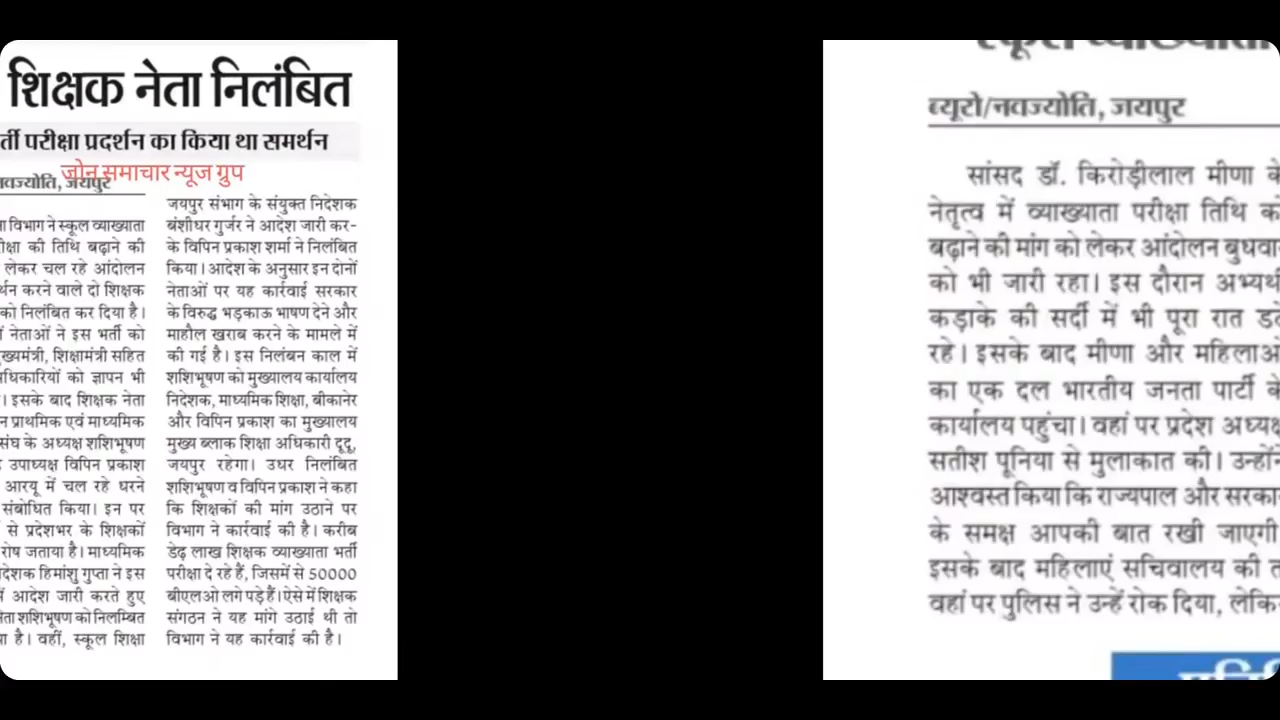 शिक्षक नेता निलंबित
र्ती परीक्षा प्रदर्शन का किया था समर्थन
जोन समाचार न्यूज ग्रुप
नवज्योति, जयपुर
विभाग ने स्कूल व्याख्याता
की तिथि बढ़ाने की
लेकर चल रहे आंदोलन
करने वाले दो शिक्षक
को निलंबित कर दिया है।
नेताओं ने इस भर्ती को
शिक्षामंत्री सहित
को ज्ञापन भी
। इसके बाद शिक्षक नेता
प्राथमिक एवं माध्यमिक
संघ के अध्यक्ष शशिभूषण
उपाध्यक्ष विपिन प्रकाश
आरयू में चल रहे धरने
संबोधित किया। इन पर
से प्रदेशभर के शिक्षकों
रोष जताया है। माध्यमिक
हिमांशु गुप्ता ने इस
आदेश जारी करते हुए
शशिभूषण को निलम्बित
है। वहीं, स्कूल शिक्षा
जयपुर संभाग के संयुक्त निदेशक
बंशीधर गुर्जर ने आदेश जारी कर-
के विपिन प्रकाश शर्मा ने निलंबित
किया। आदेश के अनुसार इन दोनों
नेताओं पर यह कार्रवाई सरकार
के विरुद्ध भड़काऊ भाषण देने और
माहौल खराब करने के मामले में
की गई है। इस निलंबन काल में
शशिभूषण को मुख्यालय कार्यालय
निदेशक, माध्यमिक शिक्षा, बीकानेर
और विपिन प्रकाश का मुख्यालय
मुख्य ब्लाक शिक्षा अधिकारी दूदू,
जयपुर रहेगा। उधर निलंबित
शशिभूषण व विपिन प्रकाश ने कहा
कि शिक्षकों की मांग उठाने पर
विभाग ने कार्रवाई की है। करीब
डेढ़ लाख शिक्षक व्याख्याता भर्ती
परीक्षा दे रहे हैं, जिसमें से 50000
बीएलओ लगे पड़े हैं। ऐसे में शिक्षक
संगठन ने यह मांगे उठाई थी तो
विभाग ने यह कार्रवाई की है।
स्कूल व्याख्याता
ब्यूरो/नवज्योति, जयपुर
सांसद डॉ. किरोड़ीलाल मीणा के
नेतृत्व में व्याख्याता परीक्षा तिथि को
बढ़ाने की मांग को लेकर आंदोलन बुधवा
को भी जारी रहा। इस दौरान अभ्यर्थ
कड़ाके की सर्दी में भी पूरा रात डटे
रहे। इसके बाद मीणा और महिलाओ
का एक दल भारतीय जनता पार्टी के
कार्यालय पहुंचा। वहां पर प्रदेश अध्यक्ष
सतीश पूनिया से मुलाकात की। उन्होंने
आश्वस्त किया कि राज्यपाल और सरका
के समक्ष आपकी बात रखी जाएगी
इसके बाद महिलाएं सचिवालय की त
वहां पर पुलिस ने उन्हें रोक दिया, लेकि